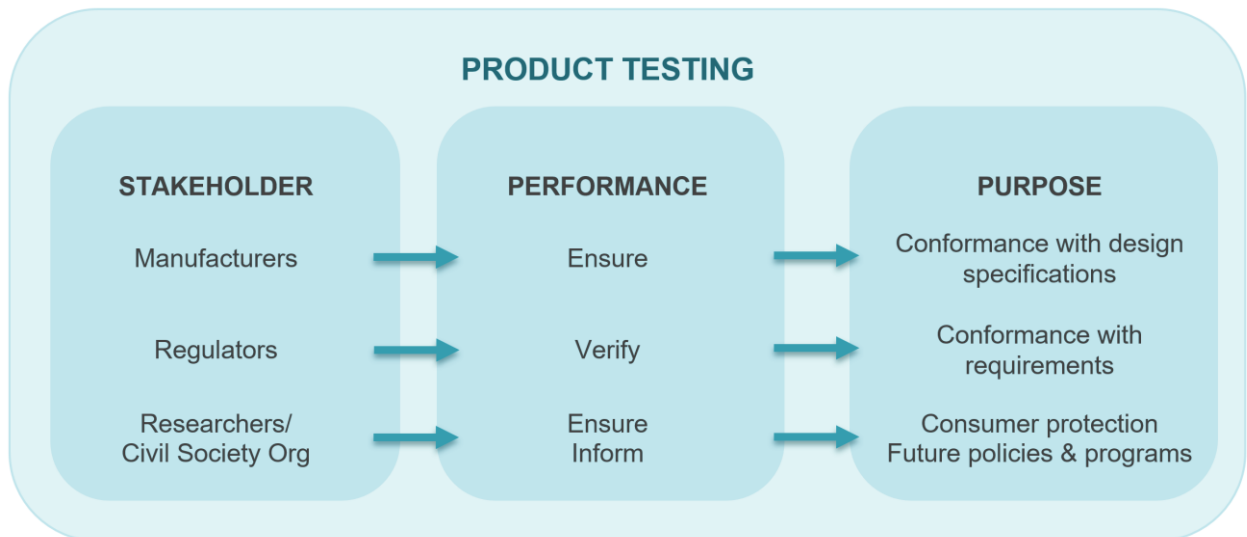 PRODUCT TESTING
STAKEHOLDER
PERFORMANCE
PURPOSE
Manufacturers
Ensure
Conformance with design
specifications
Regulators
Verify
Conformance with
requirements
Researchers/
Civil Society Org
Ensure
Inform
Consumer protection
Future policies & programs